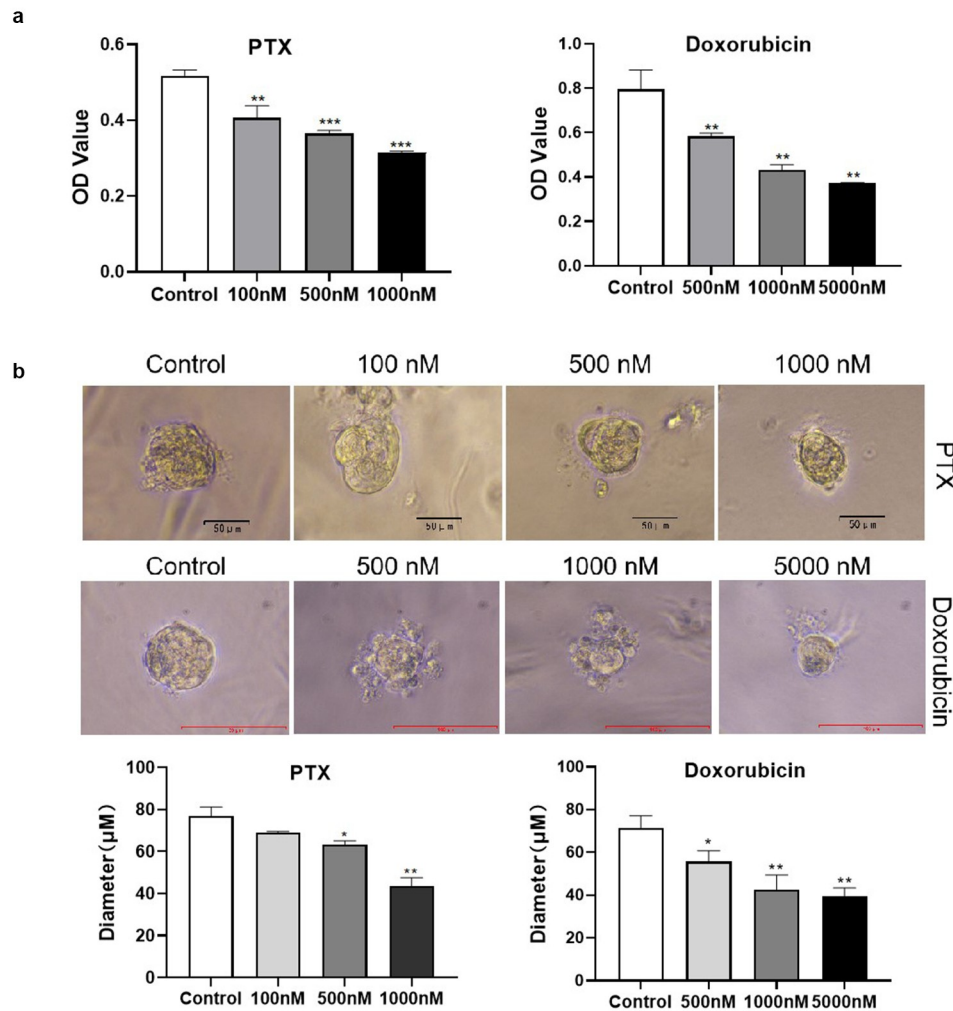 a
PTX
OD Value
0.6
0.4
0.2
0.0
**
***
***
Control 100nM 500nM 1000nM
Doxorubicin
OD Value
1.0
0.8
0.6
0.4
0.2
0.0
**
**
**
Control 500nM 1000nM 5000nM
b
Control 100 nM 500 nM 1000 nM
50 μm 50 μm 50 μm 50 μm
PTX
Control 500 nM 1000 nM 5000 nM
Doxorubicin
PTX
Diameter(μM)
100
80
60
40
20
0
*
**
Control 100nM 500nM 1000nM
Doxorubicin
Diameter(μM)
100
80
60
40
20
0
*
**
**
Control 500nM 1000nM 5000nM